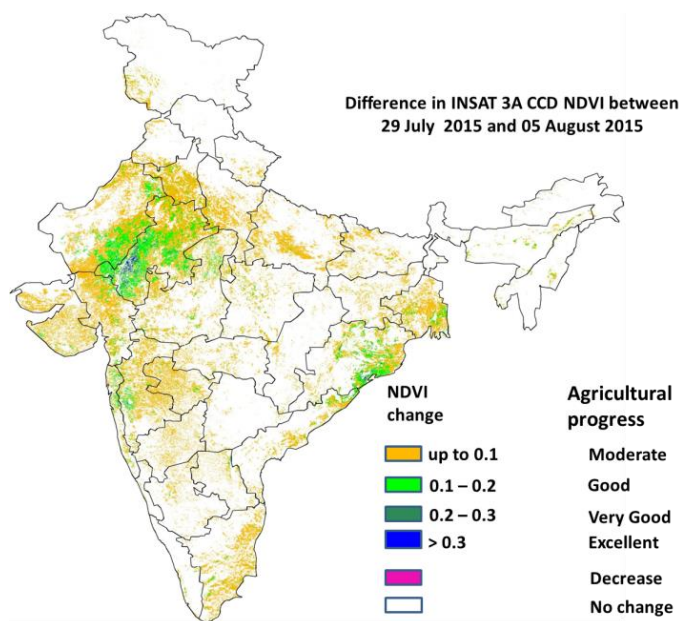 Difference in INSAT 3A CCD NDVI between
29 July 2015 and 05 August 2015
NDVI change
Agricultural progress
up to 0.1 Moderate
0.1 – 0.2 Good
0.2 – 0.3 Very Good
> 0.3 Excellent
Decrease
No change